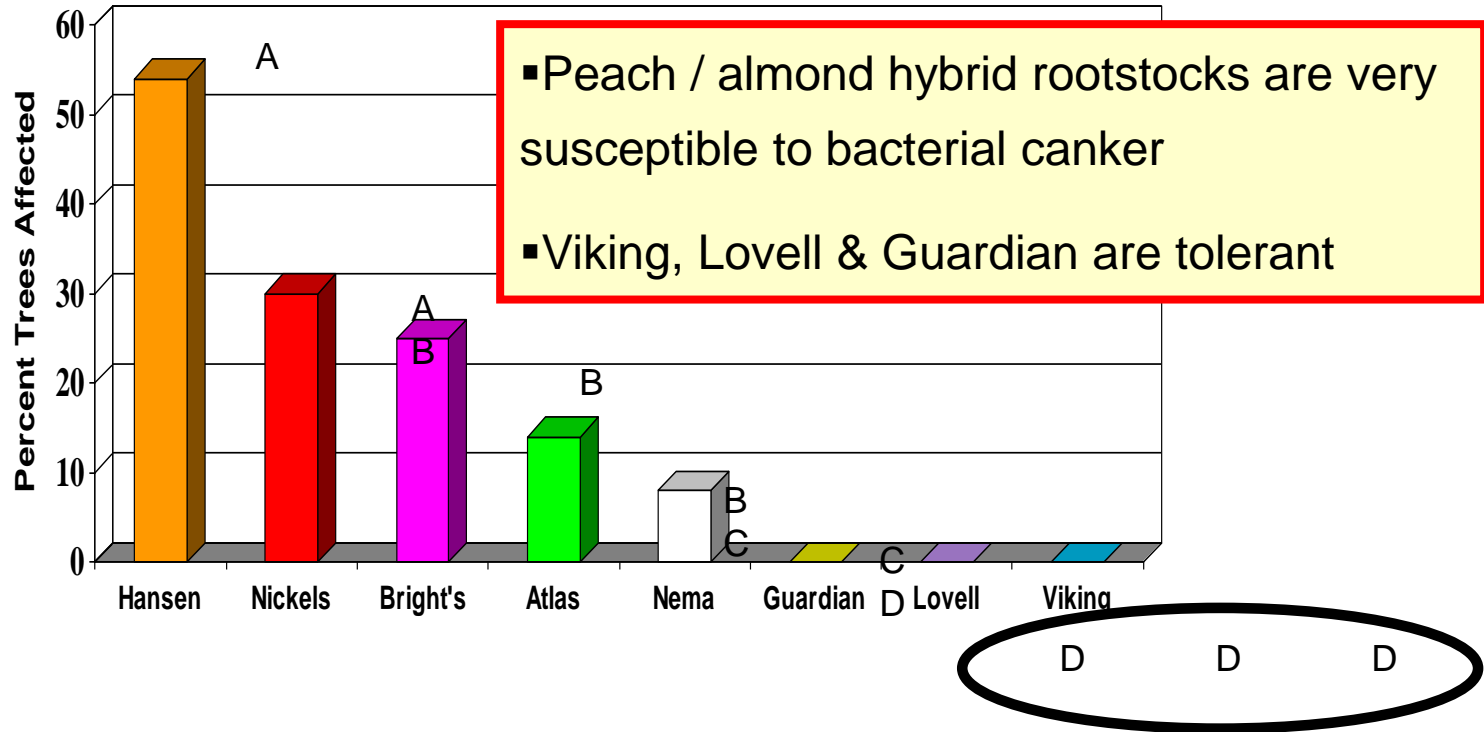 60
50
40
30
20
10
0
Percent Trees Affected
▪Peach / almond hybrid rootstocks are very
susceptible to bacterial canker
▪Viking, Lovell & Guardian are tolerant
A
A
B
B
B
C
C
D
Hansen Nickels Bright's Atlas Nema Guardian Lovell Viking
D D D